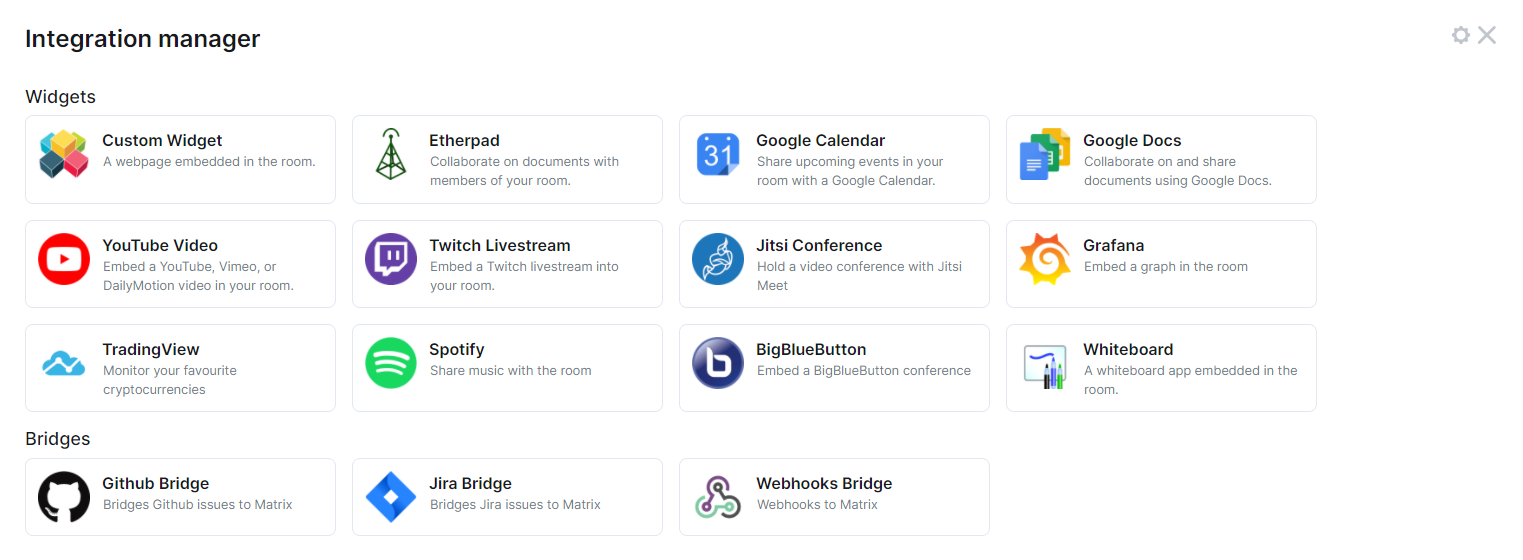 Integration manager
Widgets
Custom Widget
A webpage embedded in the room.
Etherpad
Collaborate on documents with
members of your room.
31
Google Calendar
Share upcoming events in your
room with a Google Calendar.
Google Docs
Collaborate on and share
documents using Google Docs.
YouTube Video
Embed a YouTube, Vimeo, or
DailyMotion video in your room.
Twitch Livestream
Embed a Twitch livestream into
your room.
Jitsi Conference
Hold a video conference with Jitsi
Meet
Grafana
Embed a graph in the room
TradingView
Monitor your favourite
cryptocurrencies
Spotify
Share music with the room
b
BigBlueButton
Embed a BigBlueButton conference
Whiteboard
A whiteboard app embedded in the
room.
Bridges
Github Bridge
Bridges Github issues to Matrix
Jira Bridge
Bridges Jira issues to Matrix
Webhooks Bridge
Webhooks to Matrix